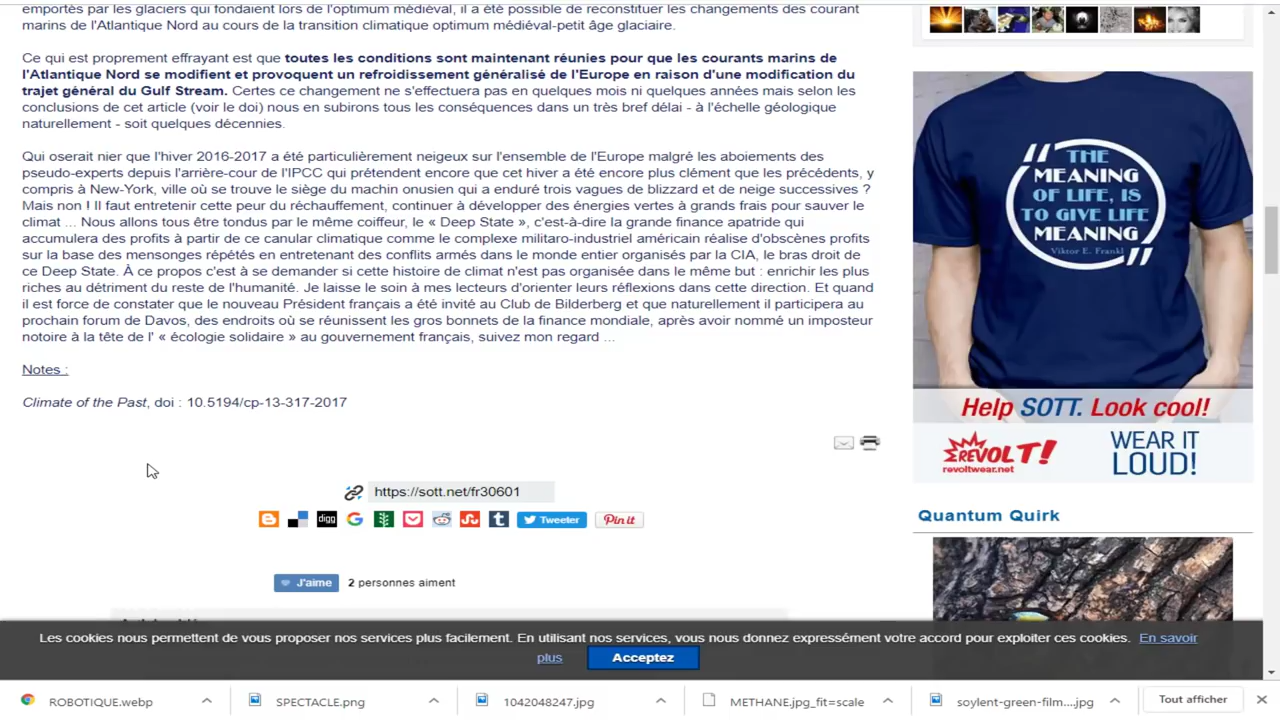 emportés par les glaciers qui fondaient lors de l'optimum médiéval, il a été possible de reconstituer les changements des courant
marins de l'Atlantique Nord au cours de la transition climatique optimum médiéval-petit âge glaciaire.
Ce qui est proprement effrayant est que toutes les conditions sont maintenant réunies pour que les courants marins de
l'Atlantique Nord se modifient et provoquent un refroidissement généralisé de l'Europe en raison d'une modification du
trajet général du Gulf Stream. Certes ce changement ne s'effectuera pas en quelques mois ni quelques années mais selon les
conclusions de cet article (voir le doi) nous en subirons tous les conséquences dans un très bref délai - à l'échelle géologique
naturellement - soit quelques décennies.
Qui oserait nier que l'hiver 2016-2017 a été particulièrement neigeux sur l'ensemble de l'Europe malgré les aboiements des
pseudo-experts depuis l'arrière-cour de l'IPCC qui prétendent encore que cet hiver a été encore plus clément que les précédents, y
compris à New-York, ville où se trouve le siège du machin onusien qui a enduré trois vagues de blizzard et de neige successives ?
Mais non ! Il faut entretenir cette peur du réchauffement, continuer à développer des énergies vertes à grands frais pour sauver le
climat ... Nous allons tous être tondus par le même coiffeur, le « Deep State », c'est-à-dire la grande finance apatride qui
accumulera des profits à partir de ce canular climatique comme le complexe militaro-industriel américain réalise d'obscènes profits
sur la base des mensonges répétés en entretenant des conflits armés dans le monde entier organisés par la CIA, le bras droit de
ce Deep State. À ce propos c'est à se demander si cette histoire de climat n'est pas organisée dans le même but : enrichir les plus
riches au détriment du reste de l'humanité. Je laisse le soin à mes lecteurs d'orienter leurs réflexions dans cette direction. Et quand
il est force de constater que le nouveau Président français a été invité au Club de Bilderberg et que naturellement il participera au
prochain forum de Davos, des endroits où se réunissent les gros bonnets de la finance mondiale, après avoir nommé un imposteur
notoire à la tête de l' « écologie solidaire » au gouvernement français, suivez mon regard ...
Notes :
Climate of the Past, doi : 10.5194/cp-13-317-2017
https://sott.net/fr30601
digg
Tweeter
Pin it
J'aime
2 personnes aiment
THE
MEANING
OF LIFE, IS
TO GIVE LIFE
MEANING
Viktor E. Frankl
Help SOTT. Look cool!
REVOLT!
revoltwear.net
WEAR IT
LOUD!
Quantum Quirk
Les cookies nous permettent de vous proposer nos services plus facilement. En utilisant nos services, vous nous donnez expressément votre accord pour exploiter ces cookies. En savoir
plus
Acceptez
ROBOTIQUE.webp
SPECTACLE.png
1042048247.jpg
METHANE.jpg_fit=scale
soylent-green-film....jpg
Tout afficher